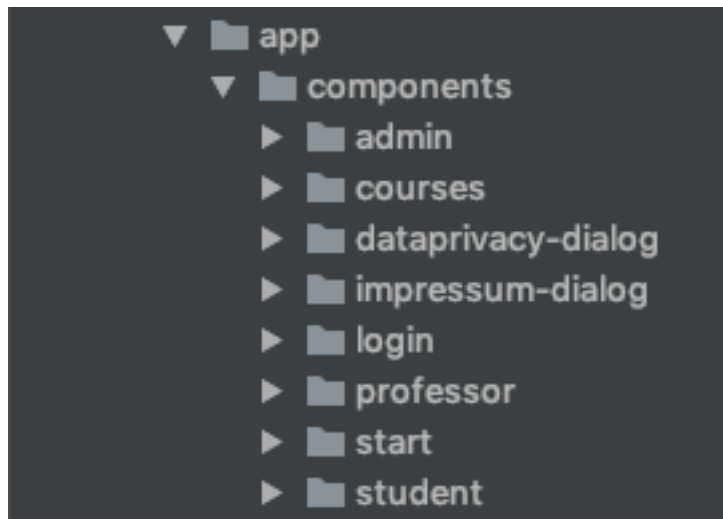 app
components
admin
courses
dataprivacy-dialog
impressum-dialog
login
professor
start
student